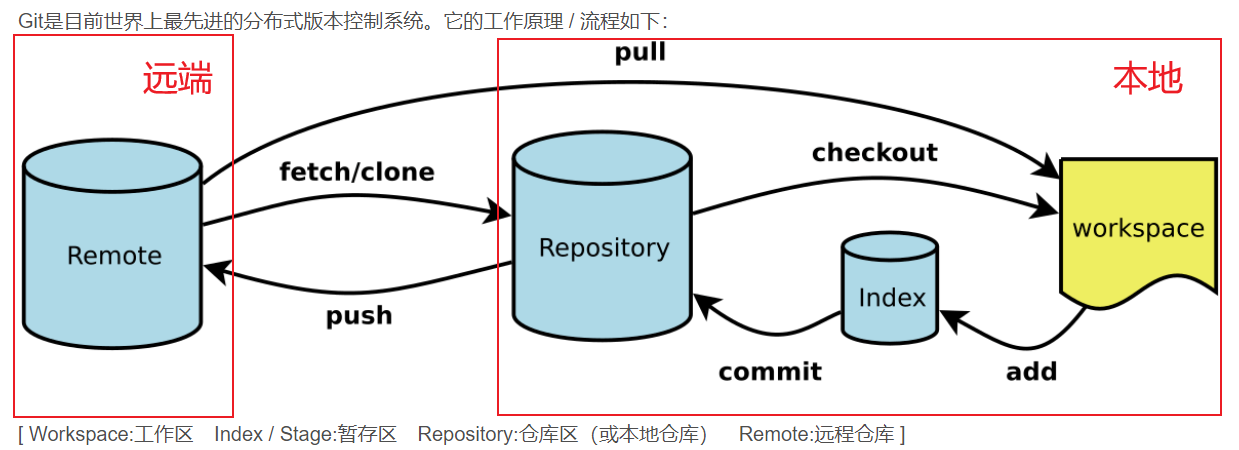 Git是目前世界上最先进的分布式版本控制系统。它的工作原理 / 流程如下：
pull
远端
本地
checkout
fetch/clone
workspace
Remote
Repository
Index
push
commit
add
[ Workspace:工作区 Index / Stage:暂存区 Repository:仓库区（或本地仓库） Remote:远程仓库 ]